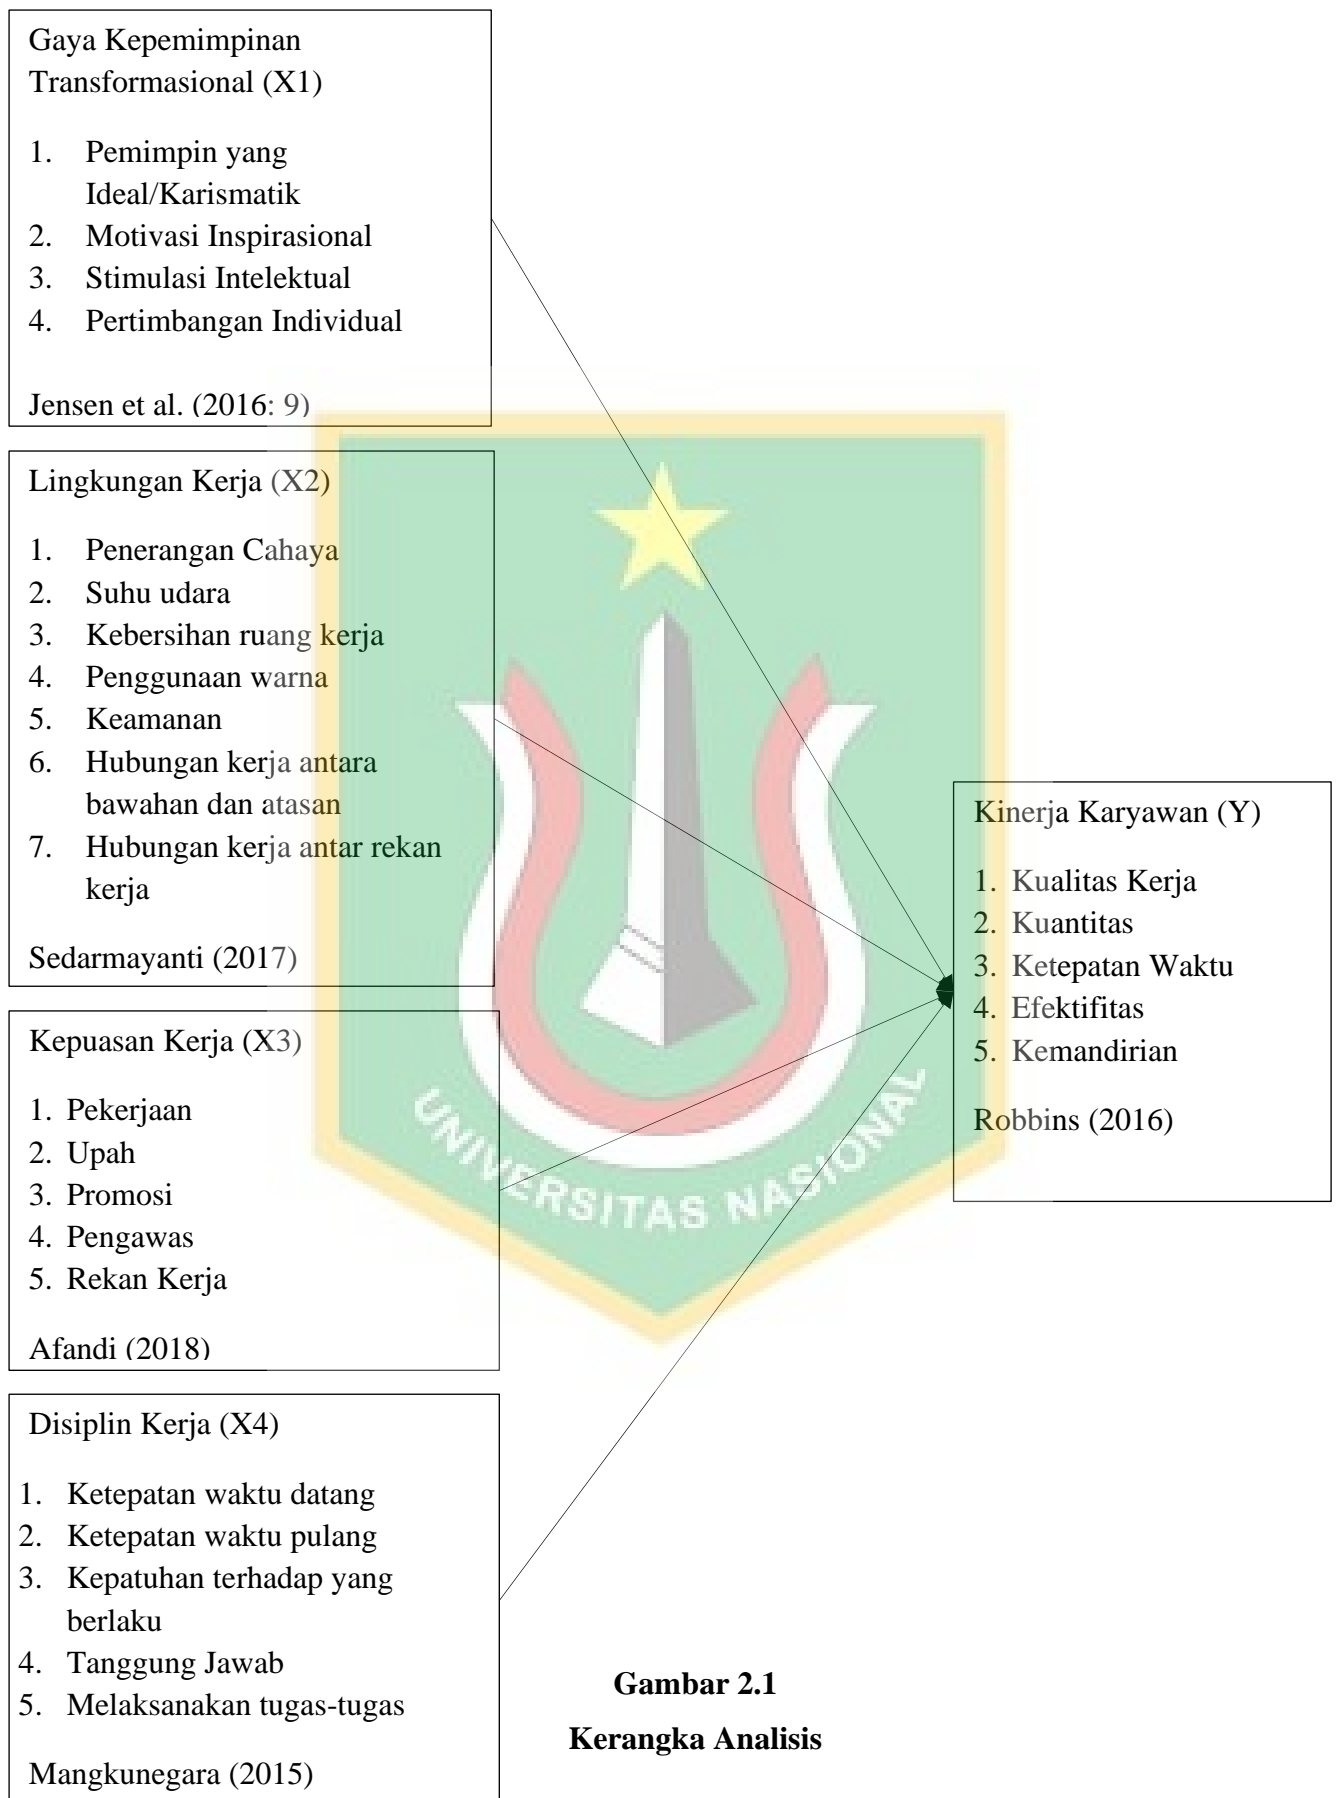 Gaya Kepemimpinan
Transformasional (X1)
1. Pemimpin yang
Ideal/Karismatik
2. Motivasi Inspirasional
3. Stimulasi Intelektual
4. Pertimbangan Individual
Jensen et al. (2016: 9)
Lingkungan Kerja (X2)
1. Penerangan Cahaya
2. Suhu udara
3. Kebersihan ruang kerja
4. Penggunaan warna
5. Keamanan
6. Hubungan kerja antara
bawahan dan atasan
7. Hubungan kerja antar rekan
kerja
Sedarmayanti (2017)
Kepuasan Kerja (X3)
1. Pekerjaan
2. Upah
3. Promosi
4. Pengawas
5. Rekan Kerja
Afandi (2018)
Disiplin Kerja (X4)
1. Ketepatan waktu datang
2. Ketepatan waktu pulang
3. Kepatuhan terhadap yang
berlaku
4. Tanggung Jawab
5. Melaksanakan tugas-tugas
Mangkunegara (2015)
Kinerja Karyawan (Y)
1. Kualitas Kerja
2. Kuantitas
3. Ketepatan Waktu
4. Efektifitas
5. Kemandirian
Robbins (2016)
UNIVERSITAS NASIONAL
Gambar 2.1
Kerangka Analisis